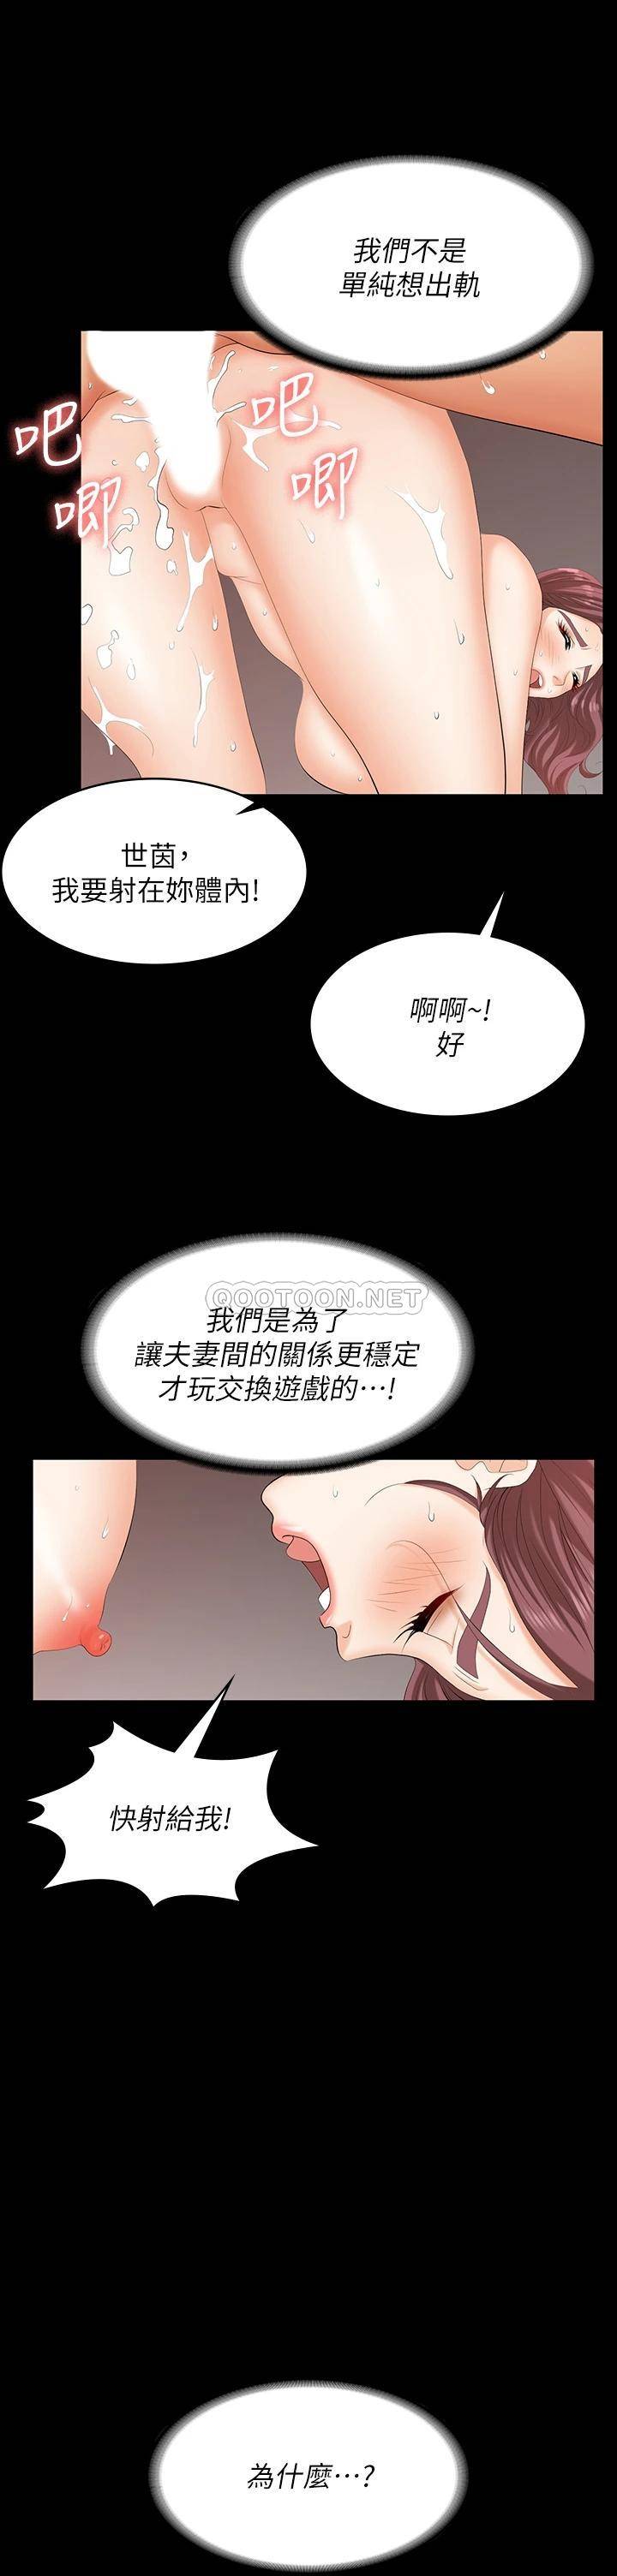 我們不是
單純想出軌
吧唧
吧唧
世茵，
我要射在妳體內!
啊啊~!
好
QOOTOON.NET
我們是為了
讓夫妻間的關係更穩定
才玩交換遊戲的…!
快射給我!
為什麼…?